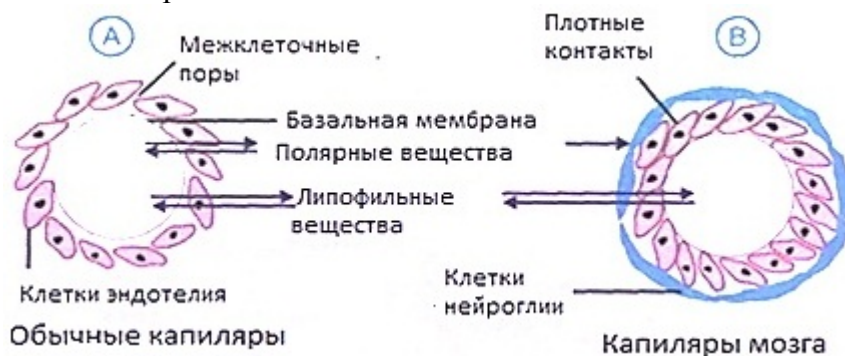 A
Межклеточные
поры
Плотные
контакты
B
Базальная мембрана
Полярные вещества
Липофильные
вещества
Клетки эндотелия
Обычные капиляры
Клетки
нейроглии
Капиляры мозга